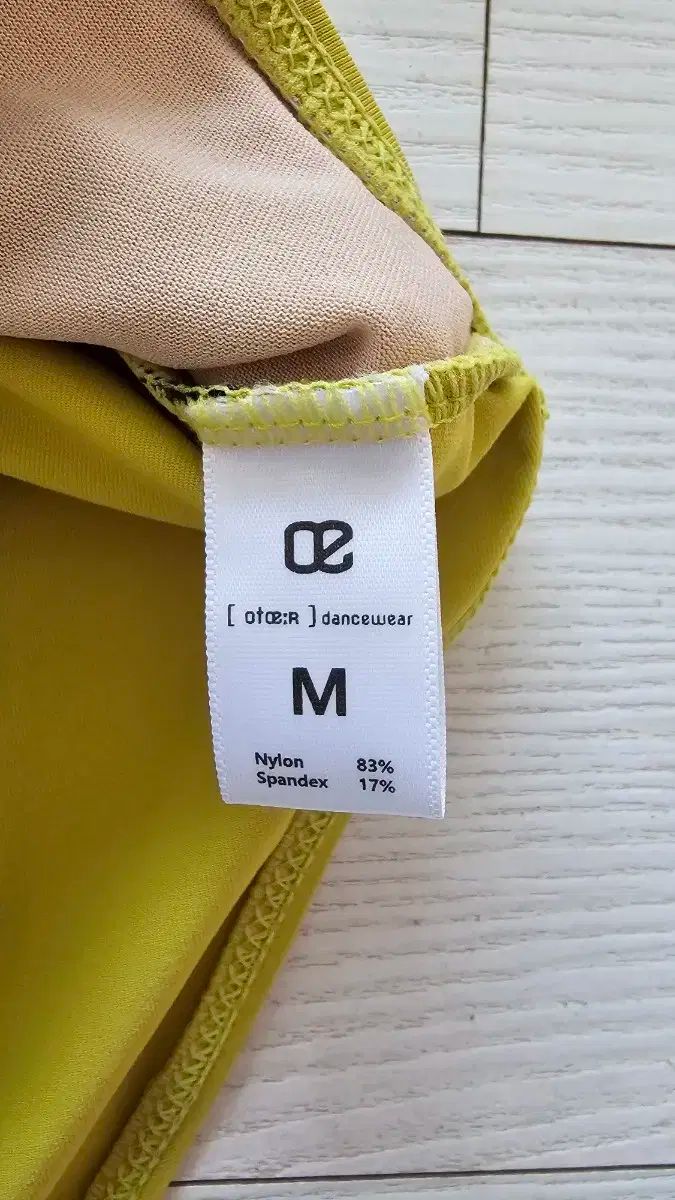 œ
[ otœ:R ] dancewear
M
Nylon 83%
Spandex 17%